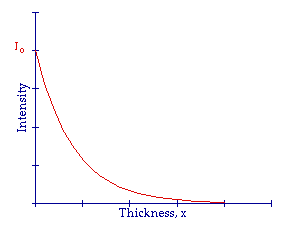 I₀
Intensity
Thickness, x